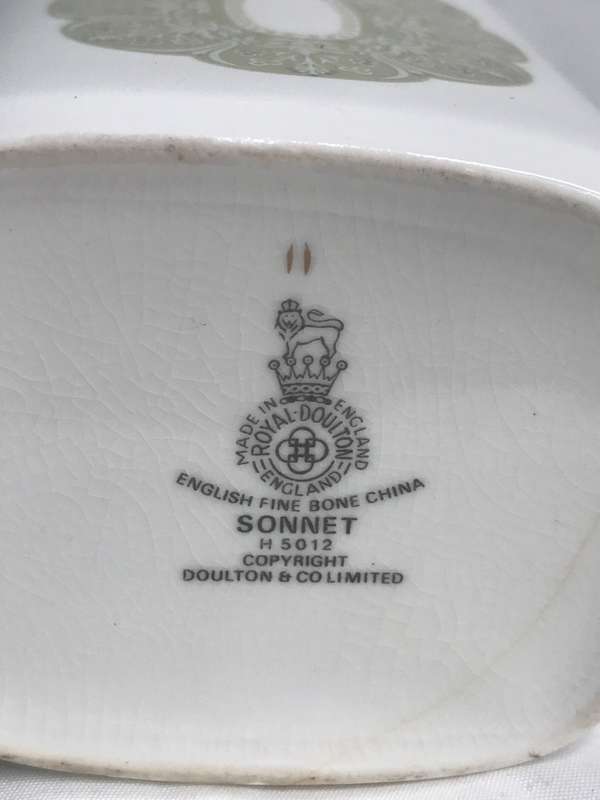 MADE IN ENGLAND
ROYAL·DOULTON
ENGLAND
ENGLISH FINE BONE CHINA
SONNET
H 5012
COPYRIGHT
DOULTON & CO LIMITED